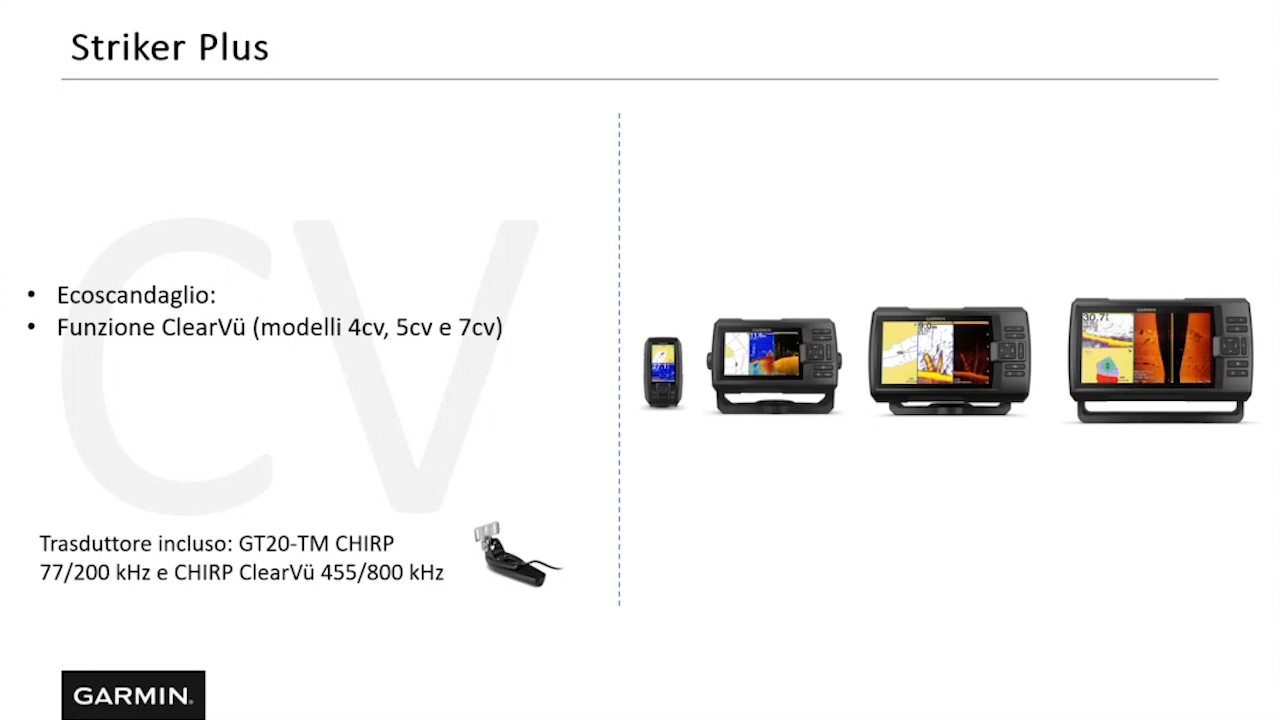 Striker Plus
CV
• Ecoscandaglio:
• Funzione ClearVü (modelli 4cv, 5cv e 7cv)
Trasduttore incluso: GT20-TM CHIRP
77/200 kHz e CHIRP ClearVü 455/800 kHz
GARMIN